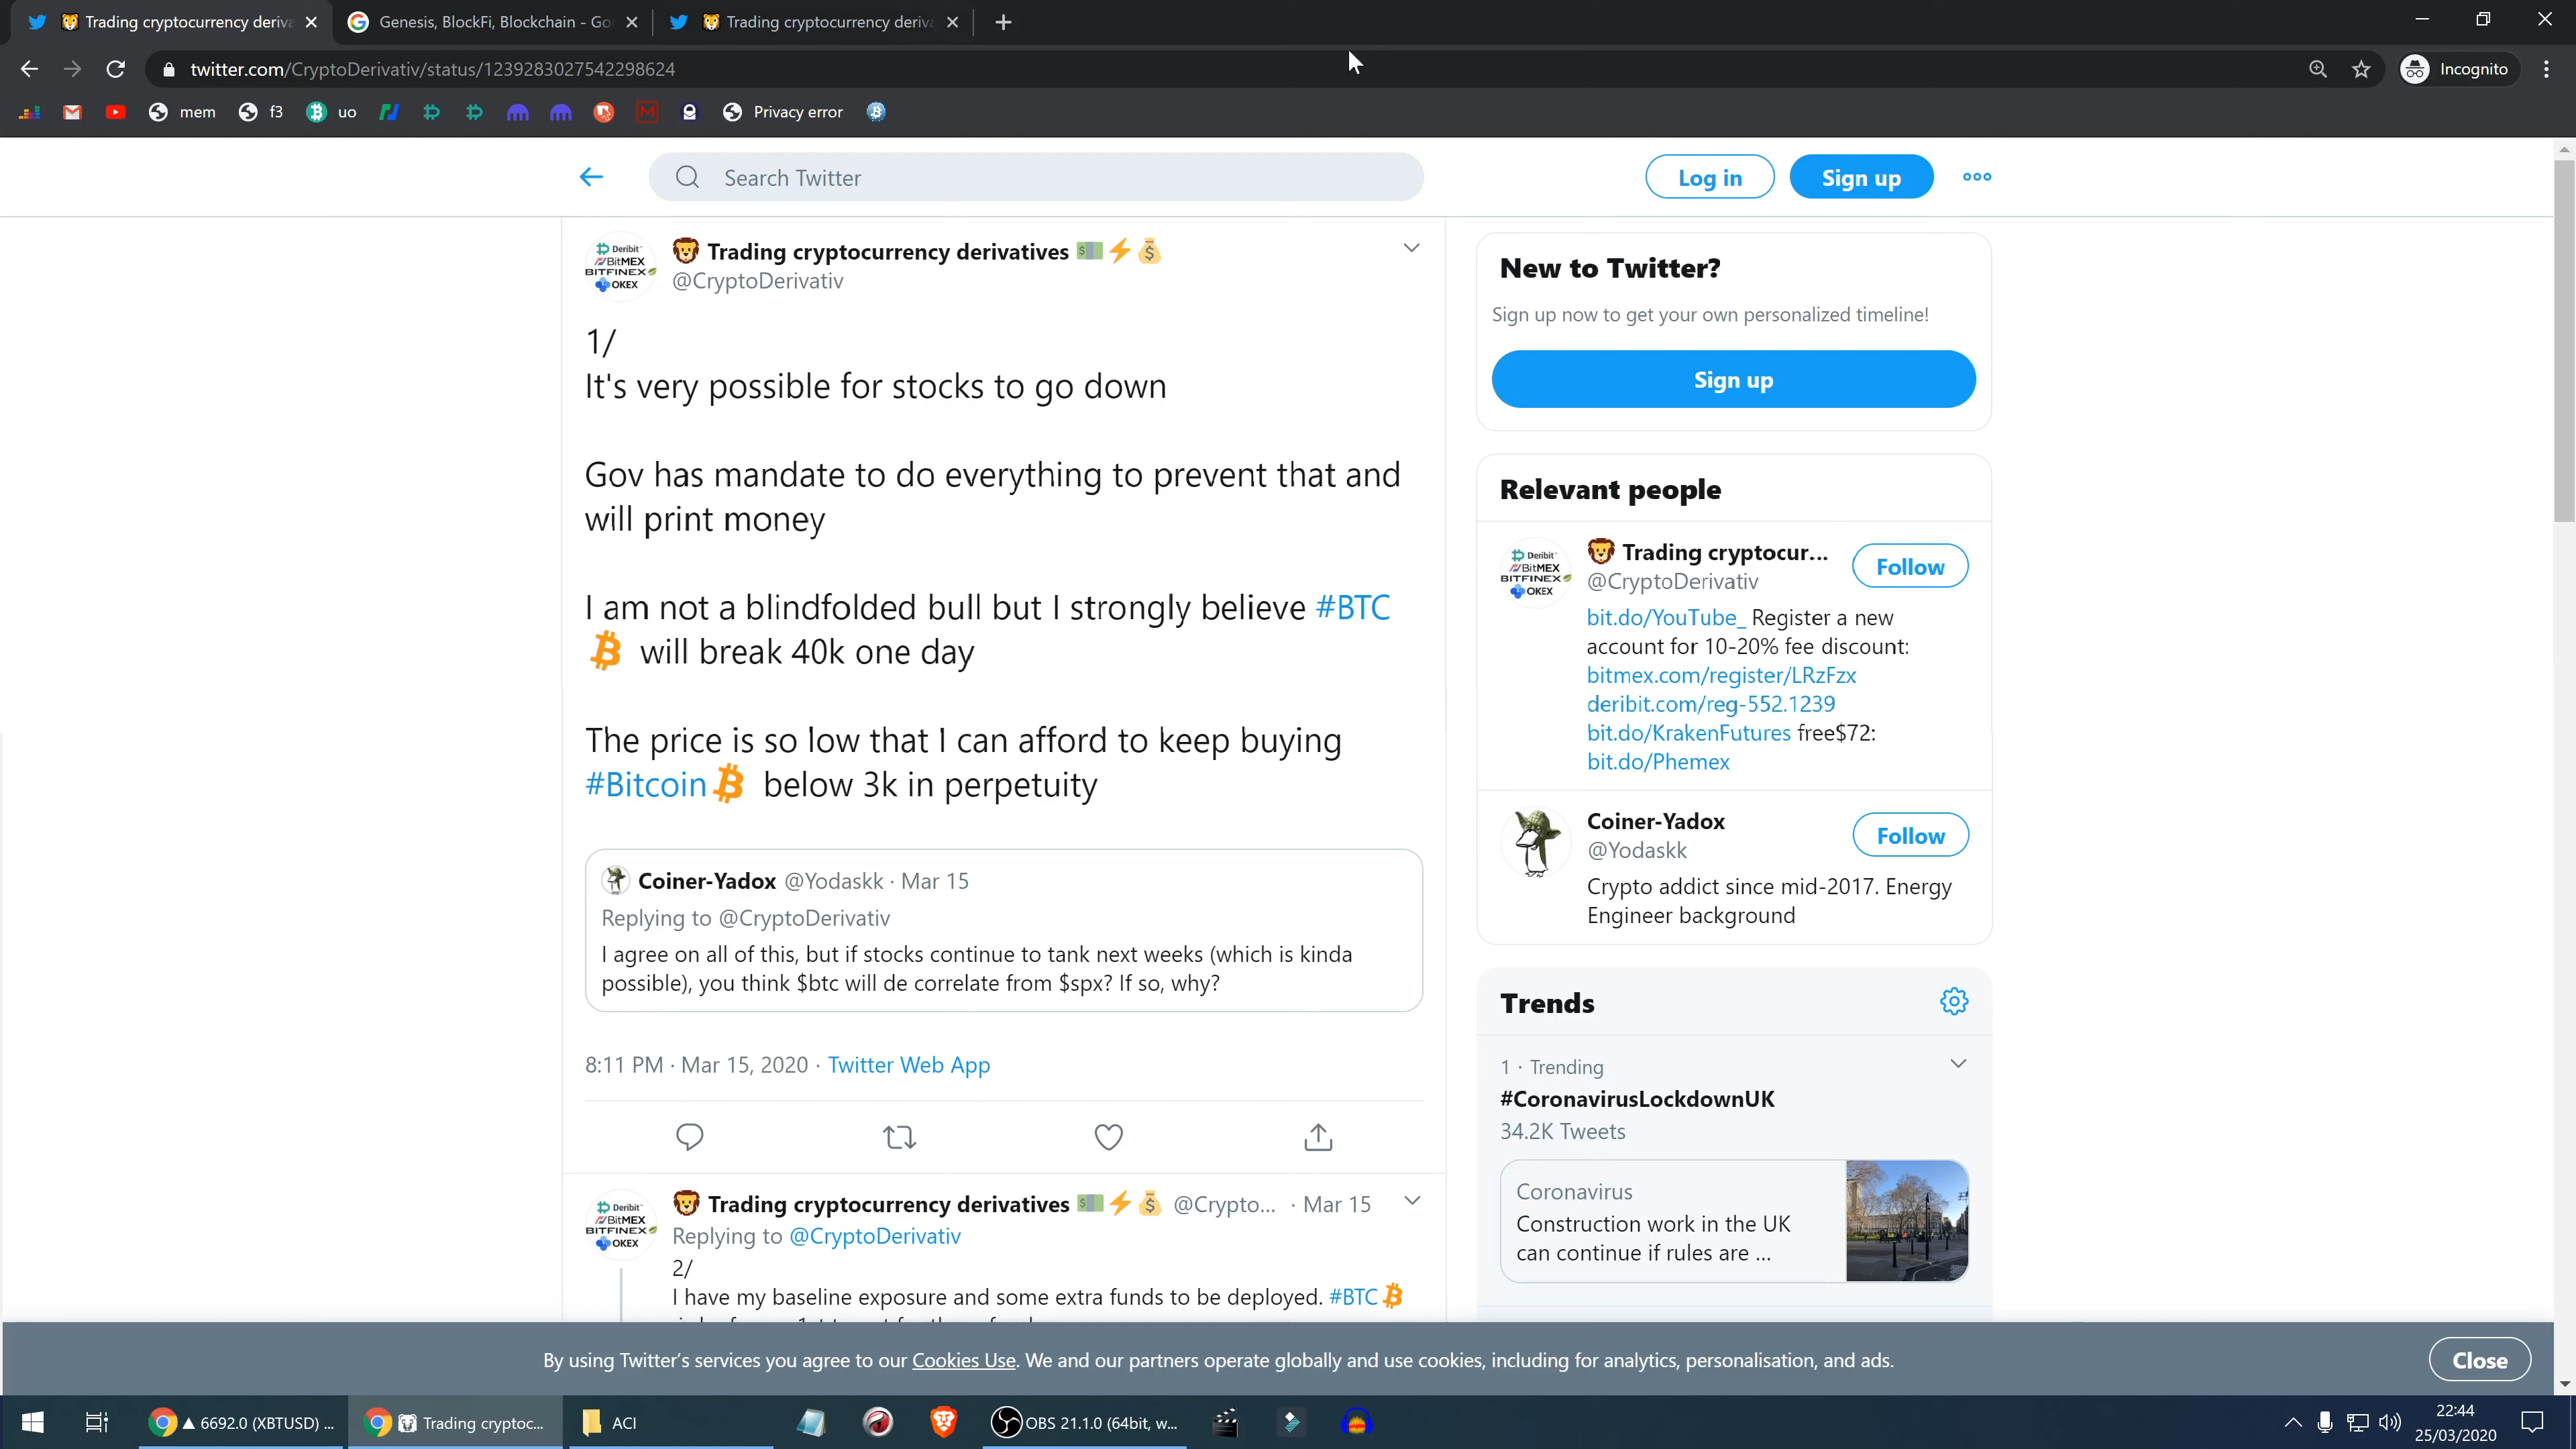 Trading cryptocurrency deriva
Genesis, BlockFi, Blockchain - Go
Trading cryptocurrency deriva
twitter.com/CryptoDerivativ/status/1239283027542298624
Incognito
mem
f3
uo
Privacy error
Search Twitter
Log in
Sign up
Trading cryptocurrency derivatives
@CryptoDerivativ
1/
It's very possible for stocks to go down
Gov has mandate to do everything to prevent that and
will print money
I am not a blindfolded bull but I strongly believe #BTC
will break 40k one day
The price is so low that I can afford to keep buying
#Bitcoin below 3k in perpetuity
Coiner-Yadox @Yodaskk · Mar 15
Replying to @CryptoDerivativ
I agree on all of this, but if stocks continue to tank next weeks (which is kinda
possible), you think $btc will de correlate from $spx? If so, why?
8:11 PM · Mar 15, 2020 · Twitter Web App
Trading cryptocurrency derivatives @Crypto... · Mar 15
Replying to @CryptoDerivativ
2/
I have my baseline exposure and some extra funds to be deployed. #BTC
New to Twitter?
Sign up now to get your own personalized timeline!
Sign up
Relevant people
Trading cryptocur...
@CryptoDerivativ
Follow
bit.do/YouTube_ Register a new
account for 10-20% fee discount:
bitmex.com/register/LRzFzx
deribit.com/reg-552.1239
bit.do/KrakenFutures free$72:
bit.do/Phemex
Coiner-Yadox
@Yodaskk
Follow
Crypto addict since mid-2017. Energy
Engineer background
Trends
1 · Trending
#CoronavirusLockdownUK
34.2K Tweets
Coronavirus
Construction work in the UK
can continue if rules are ...
Deribit
BitMEX
BITFINEX
OKEX
Deribit
BitMEX
BITFINEX
OKEX
Deribit
BitMEX
BITFINEX
OKEX
By using Twitter's services you agree to our Cookies Use. We and our partners operate globally and use cookies, including for analytics, personalisation, and ads.
Close
▲ 6692.0 (XBTUSD) ...
Trading cryptoc...
ACI
OBS 21.1.0 (64bit, w...
22:44
25/03/2020